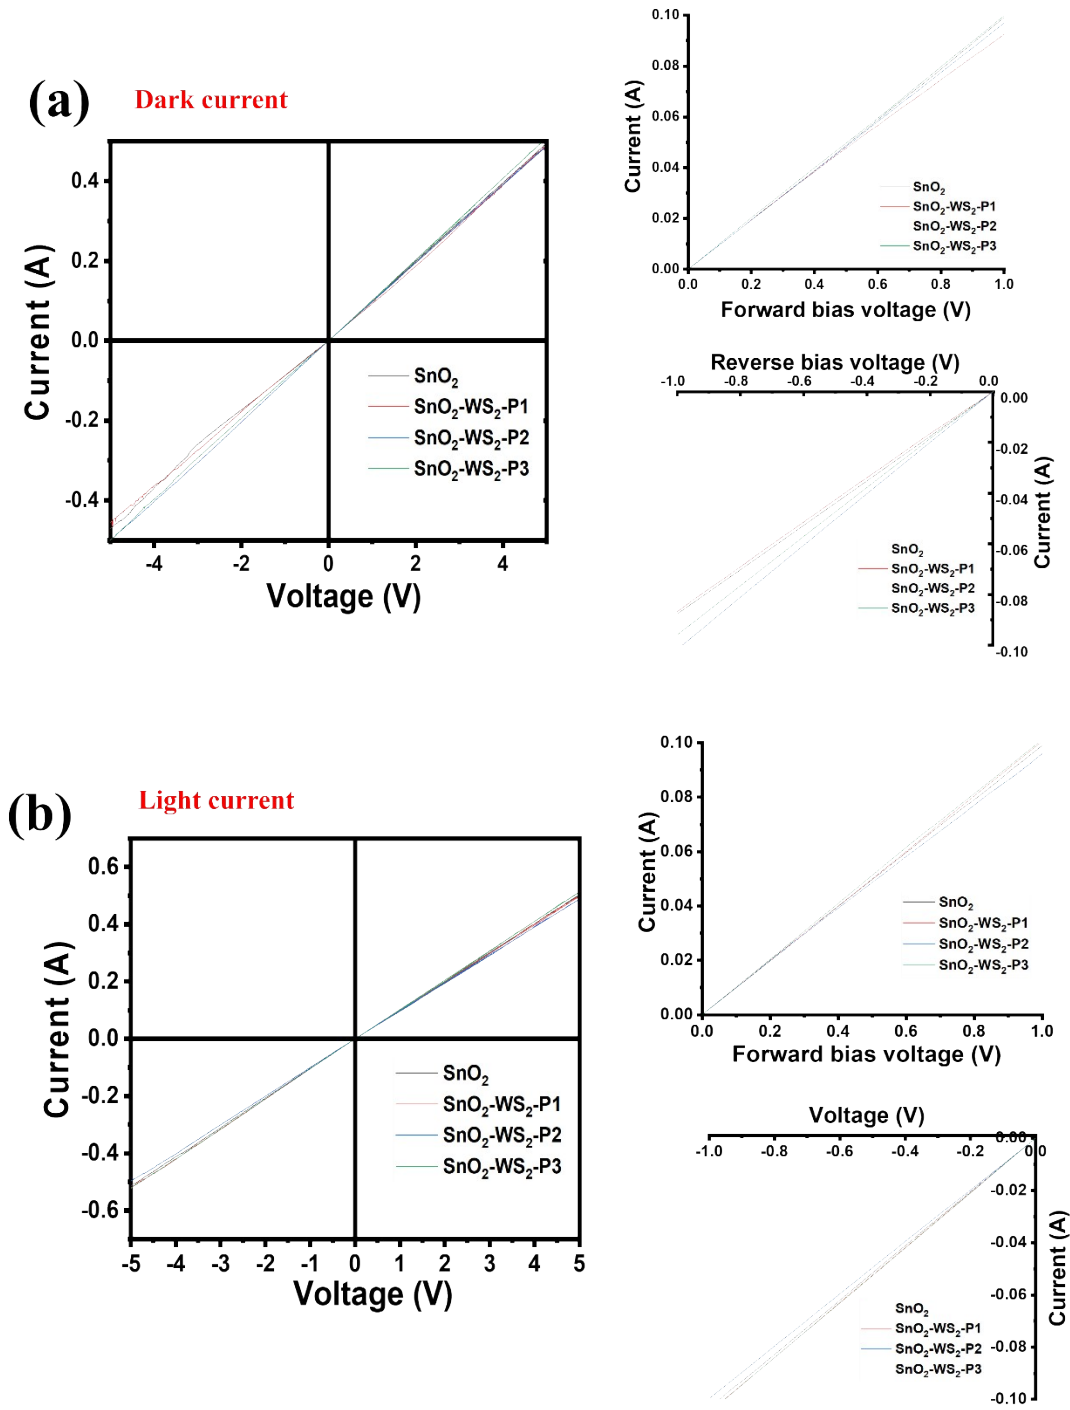 (a)
Dark current
0.4
0.2
0.0
-0.2
-0.4
Current (A)
-4
-2
0
2
4
Voltage (V)
SnO2
SnO2-WS2-P1
SnO2-WS2-P2
SnO2-WS2-P3
0.10
0.08
0.06
0.04
0.02
0.00
Current (A)
SnO2
SnO2-WS2-P1
SnO2-WS2-P2
SnO2-WS2-P3
0.0 0.2 0.4 0.6 0.8 1.0
Forward bias voltage (V)
Reverse bias voltage (V)
-1.0 -0.8 -0.6 -0.4 -0.2 0.0
0.00
-0.02
-0.04
-0.06
-0.08
-0.10
Current (A)
SnO2
SnO2-WS2-P1
SnO2-WS2-P2
SnO2-WS2-P3
(b)
Light current
0.6
0.4
0.2
0.0
-0.2
-0.4
-0.6
Current (A)
SnO2
SnO2-WS2-P1
SnO2-WS2-P2
SnO2-WS2-P3
-5 -4 -3 -2 -1 0 1 2 3 4 5
Voltage (V)
0.10
0.08
0.06
0.04
0.02
0.00
Current (A)
SnO2
SnO2-WS2-P1
SnO2-WS2-P2
SnO2-WS2-P3
0.0 0.2 0.4 0.6 0.8 1.0
Forward bias voltage (V)
Voltage (V)
-1.0 -0.8 -0.6 -0.4 -0.2 0.0
0.00
-0.02
-0.04
-0.06
-0.08
-0.10
Current (A)
SnO2
SnO2-WS2-P1
SnO2-WS2-P2
SnO2-WS2-P3